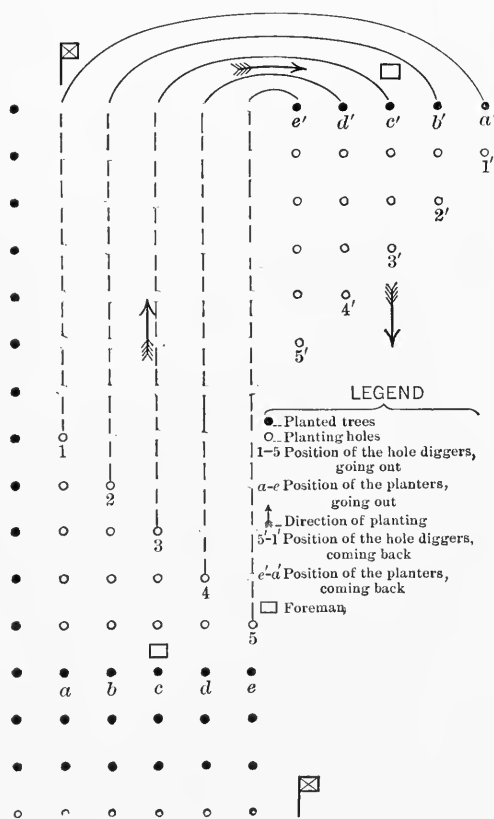 e′ d′ c′ b′ a′
1′
2′
3′
4′
5′
LEGEND
Planted trees
Planting holes
1–5 Position of the hole diggers,
going out
a–e Position of the planters,
going out
Direction of planting
5′–1′ Position of the hole diggers,
coming back
e′–a′ Position of the planters,
coming back
Foreman,
1
2
3
4
5
a b c d e